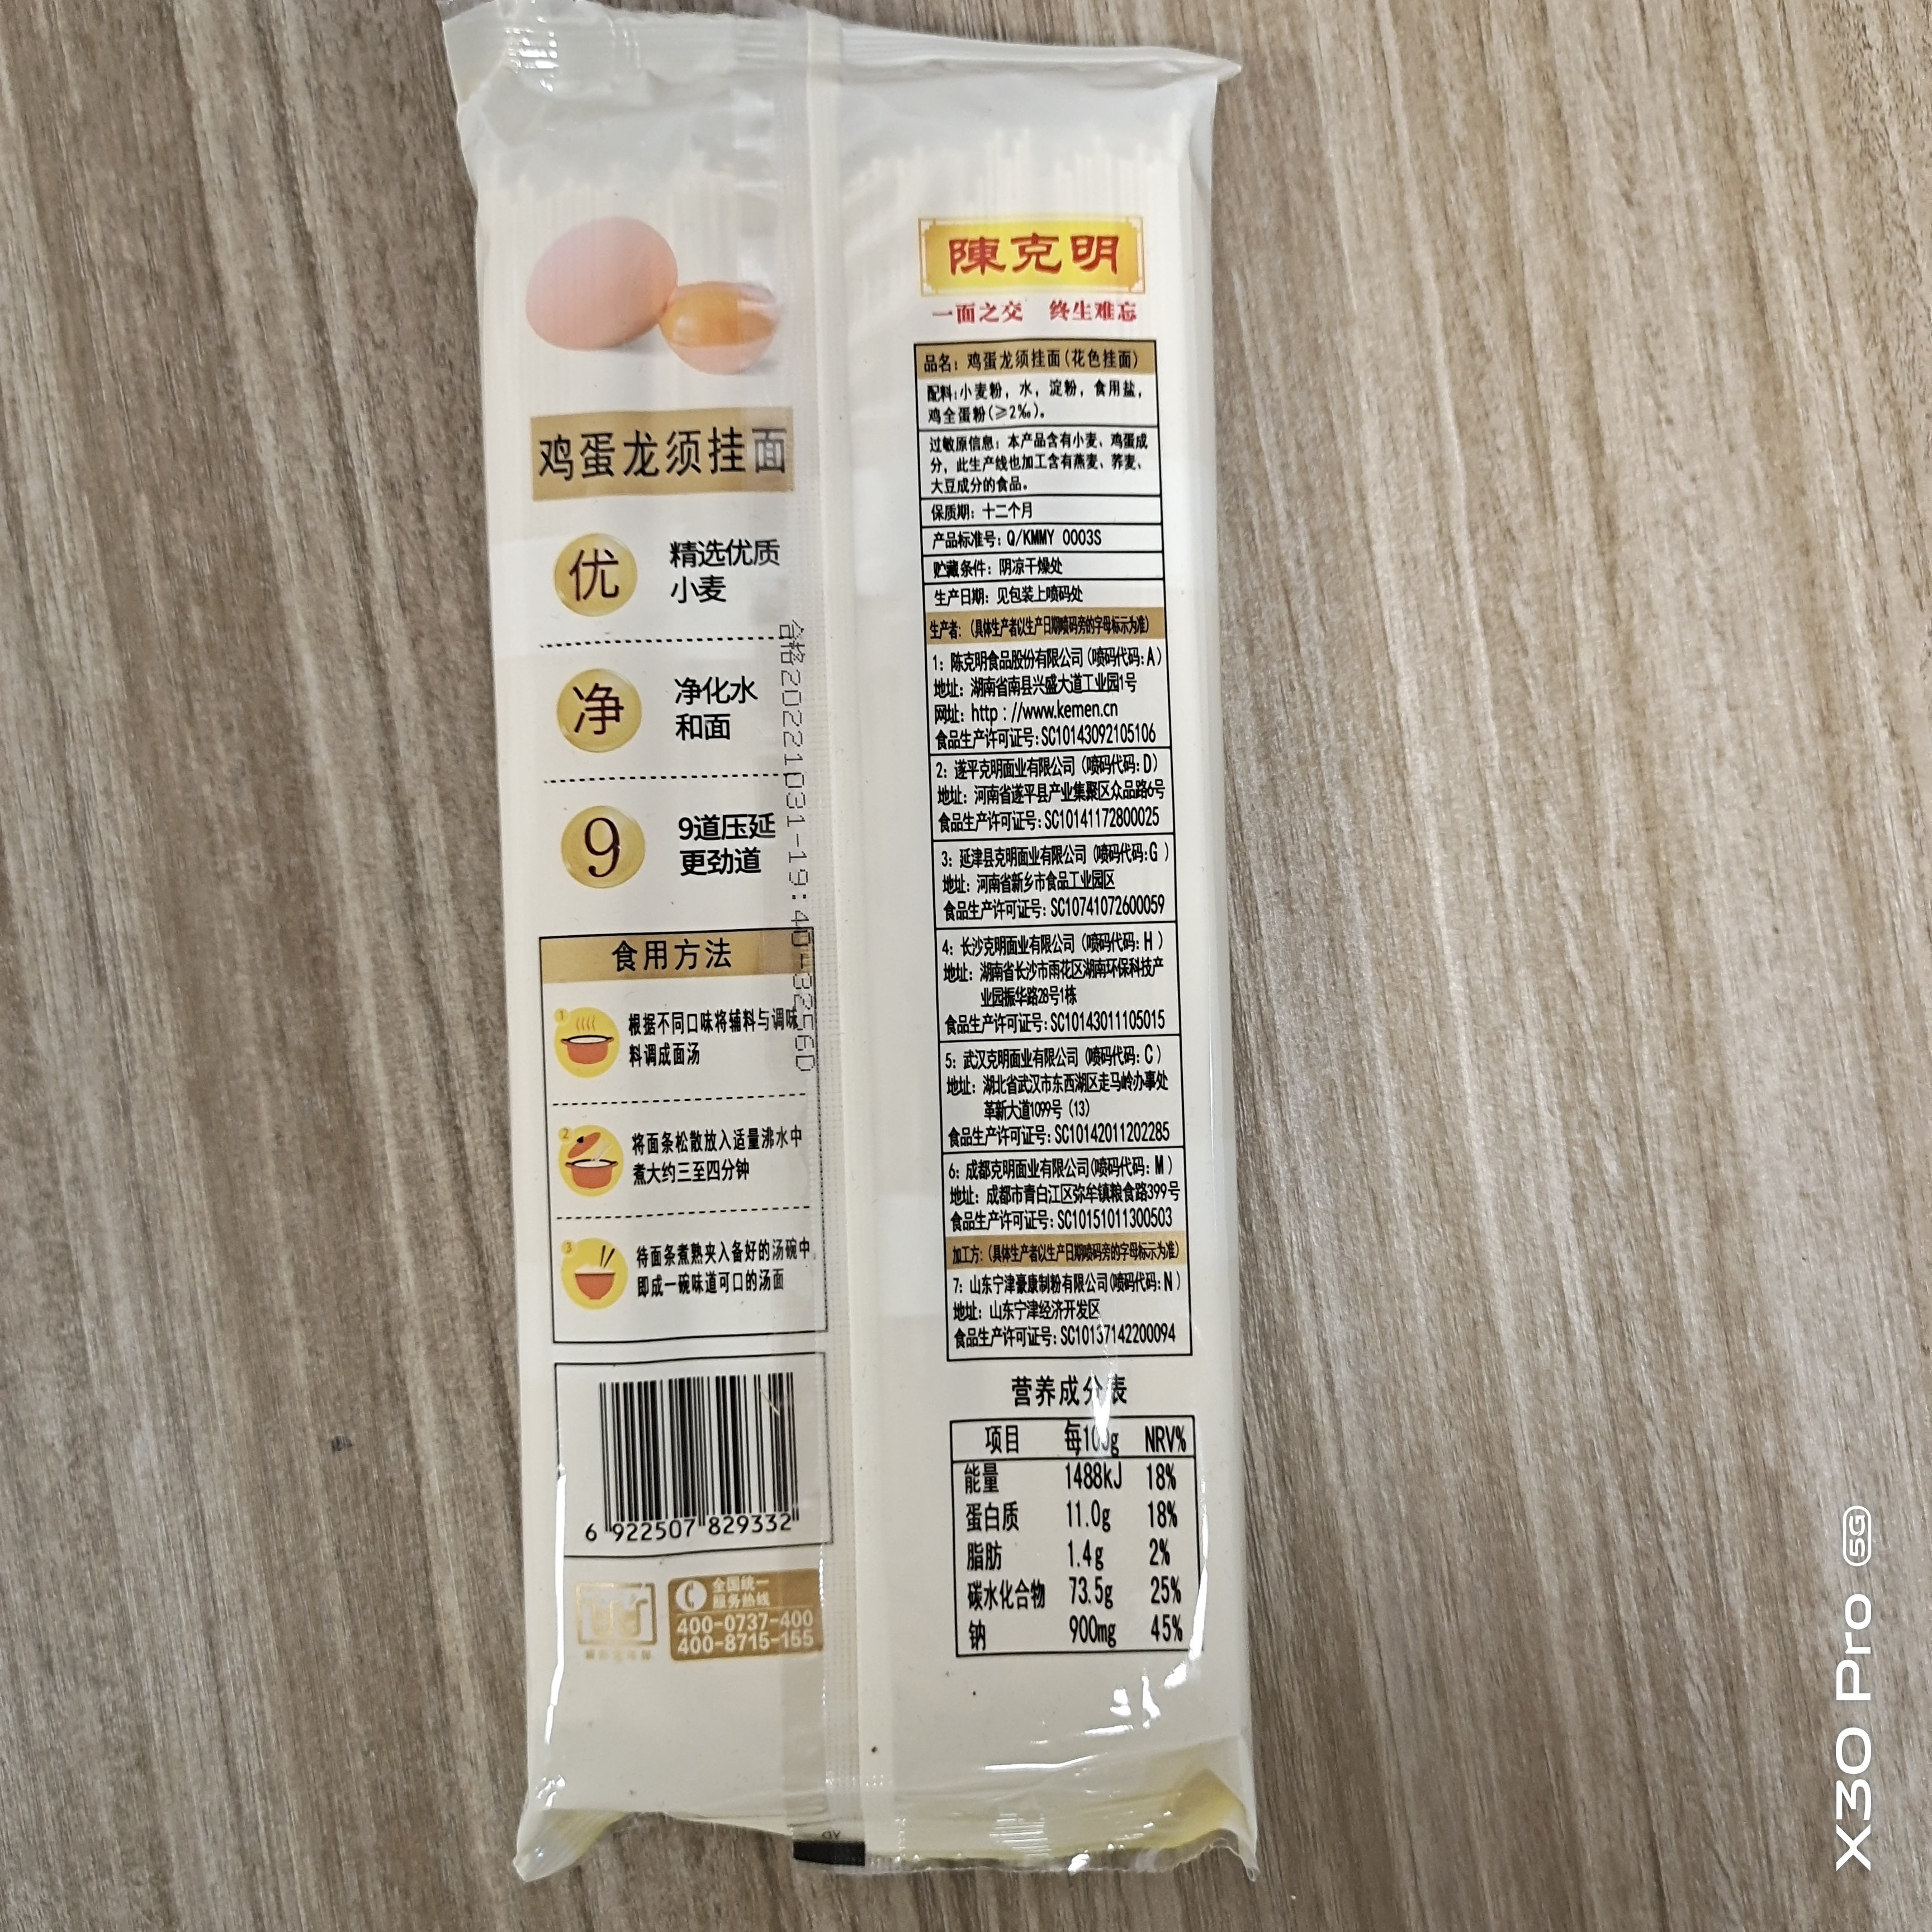 鸡蛋龙须挂面
优
精选优质
小麦
净
净化水
和面
9
9道压延
更劲道
合格20221031-19:40
3256D
食用方法
1
根据不同口味将辅料与调味
料调成面汤
2
将面条松散放入适量沸水中
煮大约三至四分钟
3
待面条煮熟夹入备好的汤碗中,
即成一碗味道可口的汤面
6 922507 829332
全国统一
服务热线
400-0737-400
400-8715-155
陳克明
一面之交 终生难忘
品名：鸡蛋龙须挂面(花色挂面)
配料:小麦粉，水，淀粉，食用盐，
鸡全蛋粉(≥2‰)。
过敏原信息：本产品含有小麦、鸡蛋成
分，此生产线也加工含有燕麦、荞麦、
大豆成分的食品。
保质期：十二个月
产品标准号：Q/KMMY 0003S
贮藏条件：阴凉干燥处
生产日期：见包装上喷码处
生产者：(具体生产者以生产日期喷码旁的字母标示为准)
1：陈克明食品股份有限公司(喷码代码:A)
地址：湖南省南县兴盛大道工业园1号
网址：http：//www.kemen.cn
食品生产许可证号:SC10143092105106
2：遂平克明面业有限公司(喷码代码:D)
地址：河南省遂平县产业集聚区众品路6号
食品生产许可证号:SC10141172800025
3：延津县克明面业有限公司(喷码代码:G)
地址：河南省新乡市食品工业园区
食品生产许可证号:SC10741072600059
4：长沙克明面业有限公司(喷码代码:H)
地址：湖南省长沙市雨花区湖南环保科技产
业园振华路28号1栋
食品生产许可证号:SC10143011105015
5：武汉克明面业有限公司(喷码代码:C)
地址：湖北省武汉市东西湖区走马岭办事处
革新大道1099号(13)
食品生产许可证号:SC10142011202285
6：成都克明面业有限公司(喷码代码:M)
地址：成都市青白江区弥牟镇粮食路399号
食品生产许可证号:SC10151011300503
加工方：(具体生产者以生产日期喷码旁的字母标示为准)
7：山东宁津豪康制粉有限公司(喷码代码:N)
地址：山东宁津经济开发区
食品生产许可证号:SC10137142200094
营养成分表
项目 每100g NRV%
能量 1488kJ 18%
蛋白质 11.0g 18%
脂肪 1.4g 2%
碳水化合物 73.5g 25%
钠 900mg 45%
X30 Pro 5G